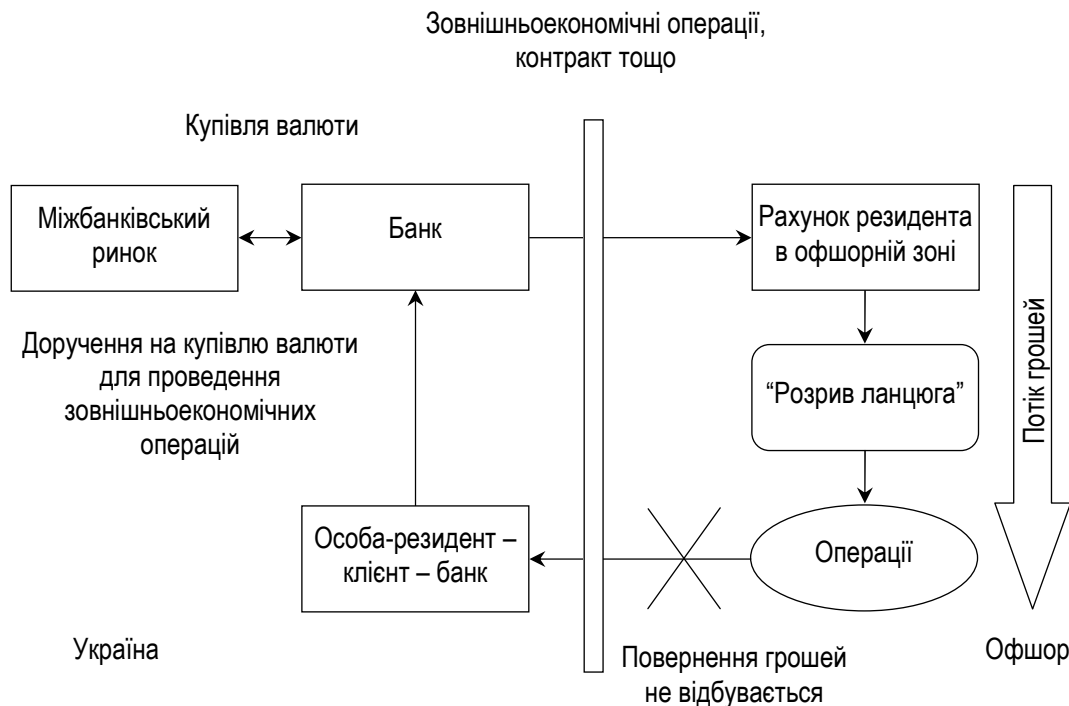 Зовнішньоекономічні операції,
контракт тощо
Купівля валюти
Міжбанківський
ринок
Банк
Рахунок резидента
в офшорній зоні
Доручення на купівлю валюти
для проведення
зовнішньоекономічних
операцій
“Розрив ланцюга”
Потік грошей
Особа-резидент –
клієнт – банк
Операції
Україна
Повернення грошей
не відбувається
Офшор